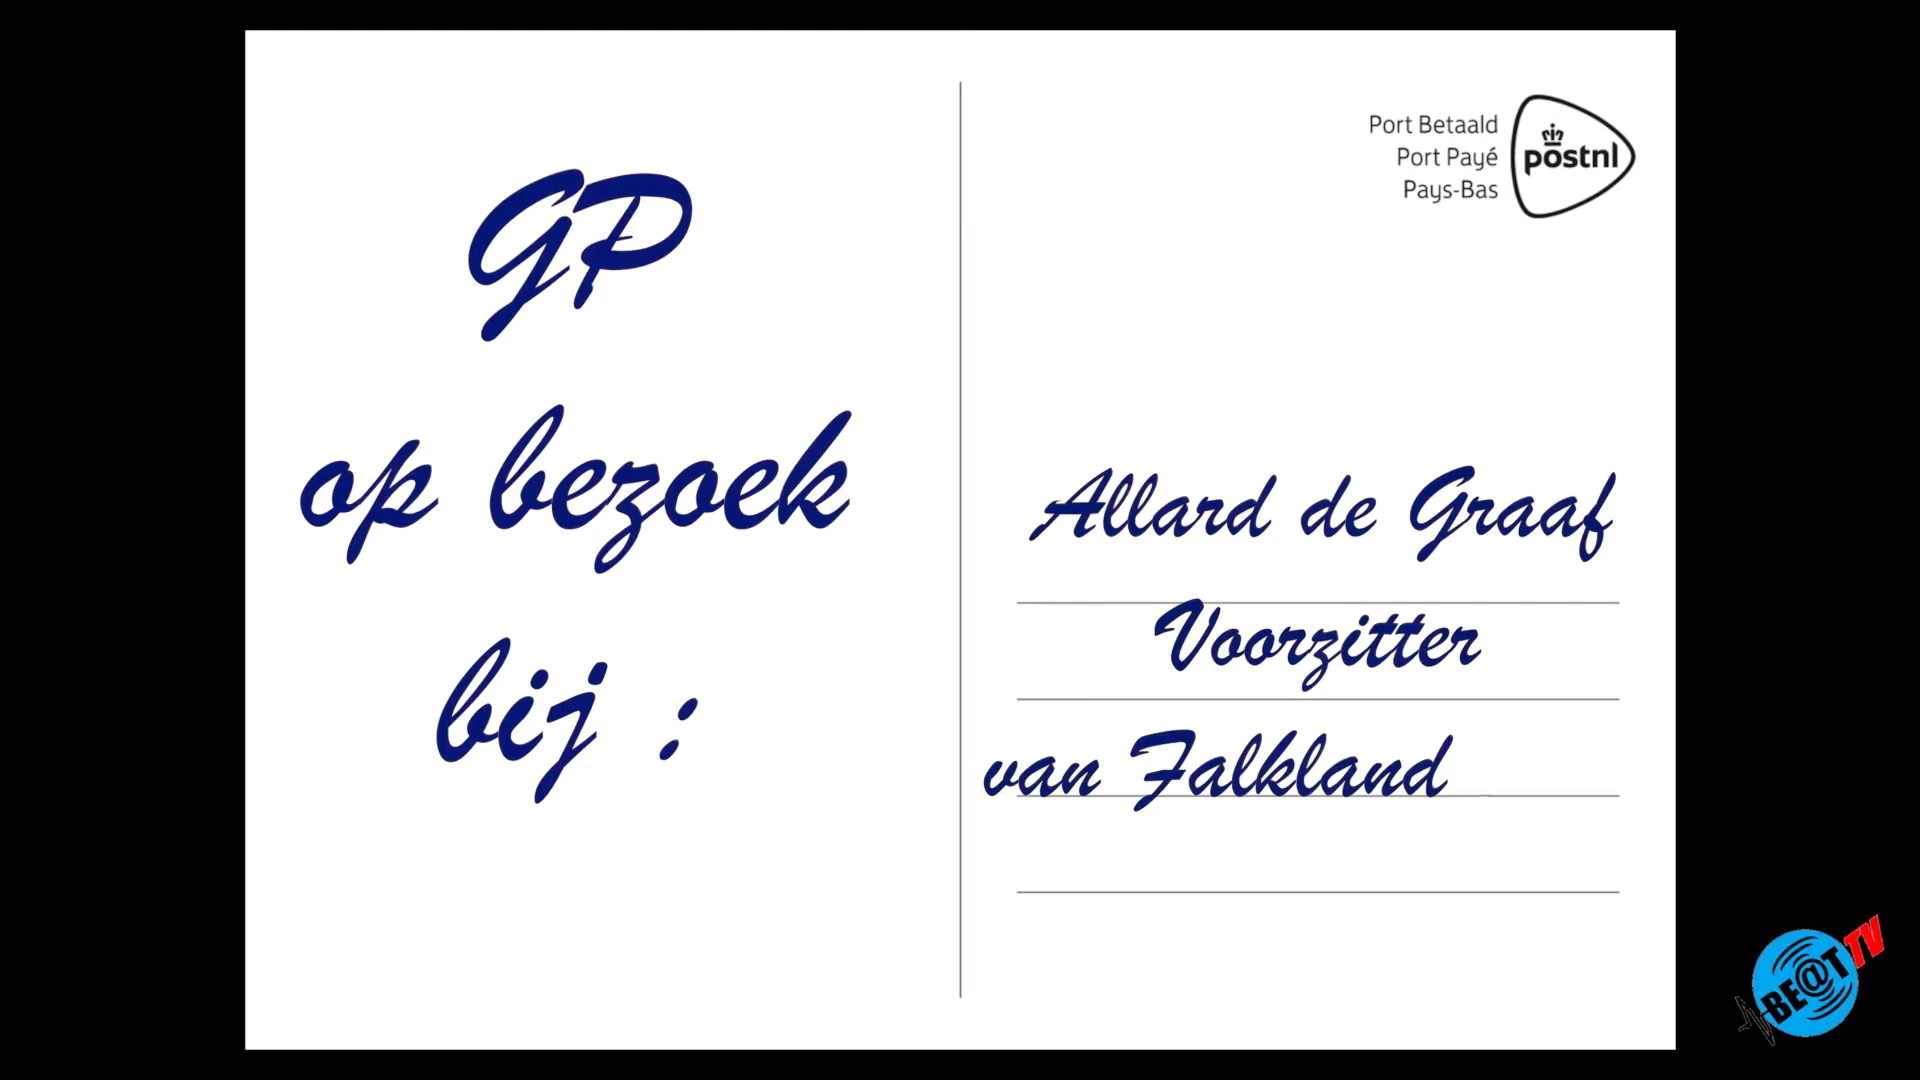 GP
op bezoek
bij :
Port Betaald
Port Payé
Pays-Bas
postnl
Allard de Graaf
Voorzitter
van Falkland
BE@T TV